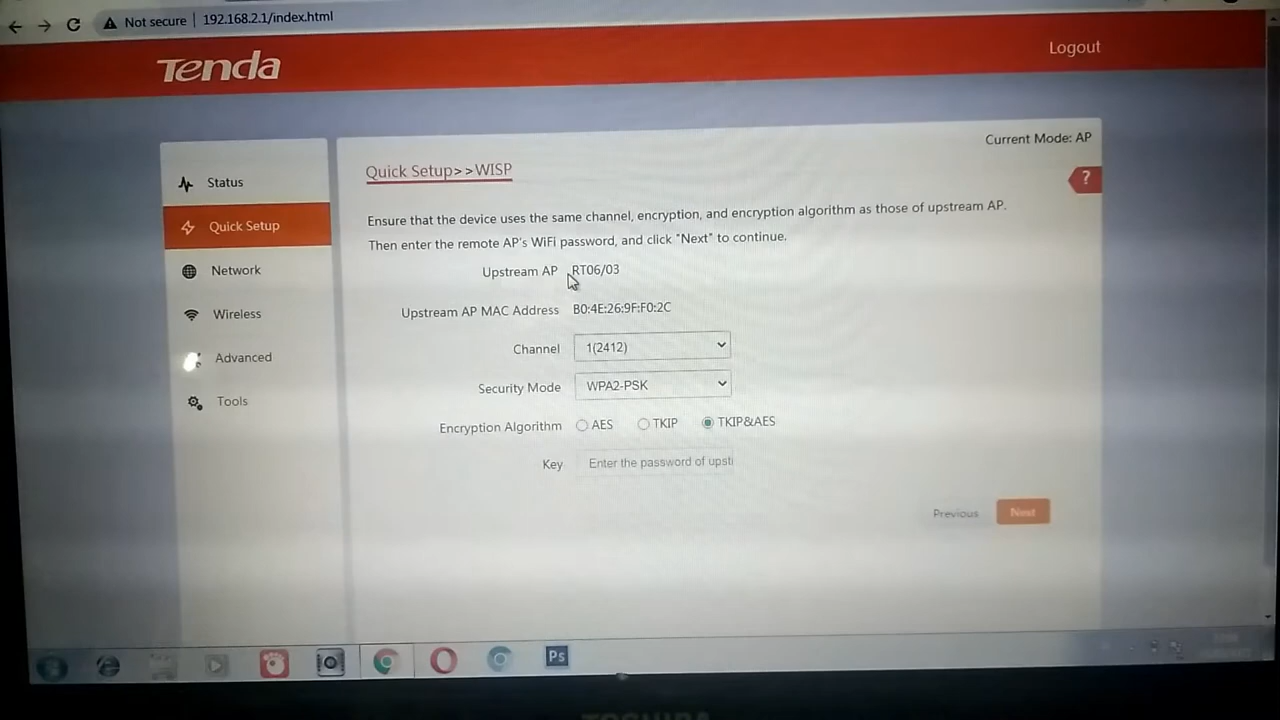 Not secure 192.168.2.1/index.html
Tenda
Logout
Current Mode: AP
Status
Quick Setup
Network
Wireless
Advanced
Tools
Quick Setup>>WISP
?
Ensure that the device uses the same channel, encryption, and encryption algorithm as those of upstream AP.
Then enter the remote AP's WiFi password, and click "Next" to continue.
Upstream AP RT06/03
Upstream AP MAC Address B0:4E:26:9F:F0:2C
Channel 1(2412)
Security Mode WPA2-PSK
Encryption Algorithm AES TKIP TKIP&AES
Key Enter the password of upst
Previous Next
Ps
TOSHIBA